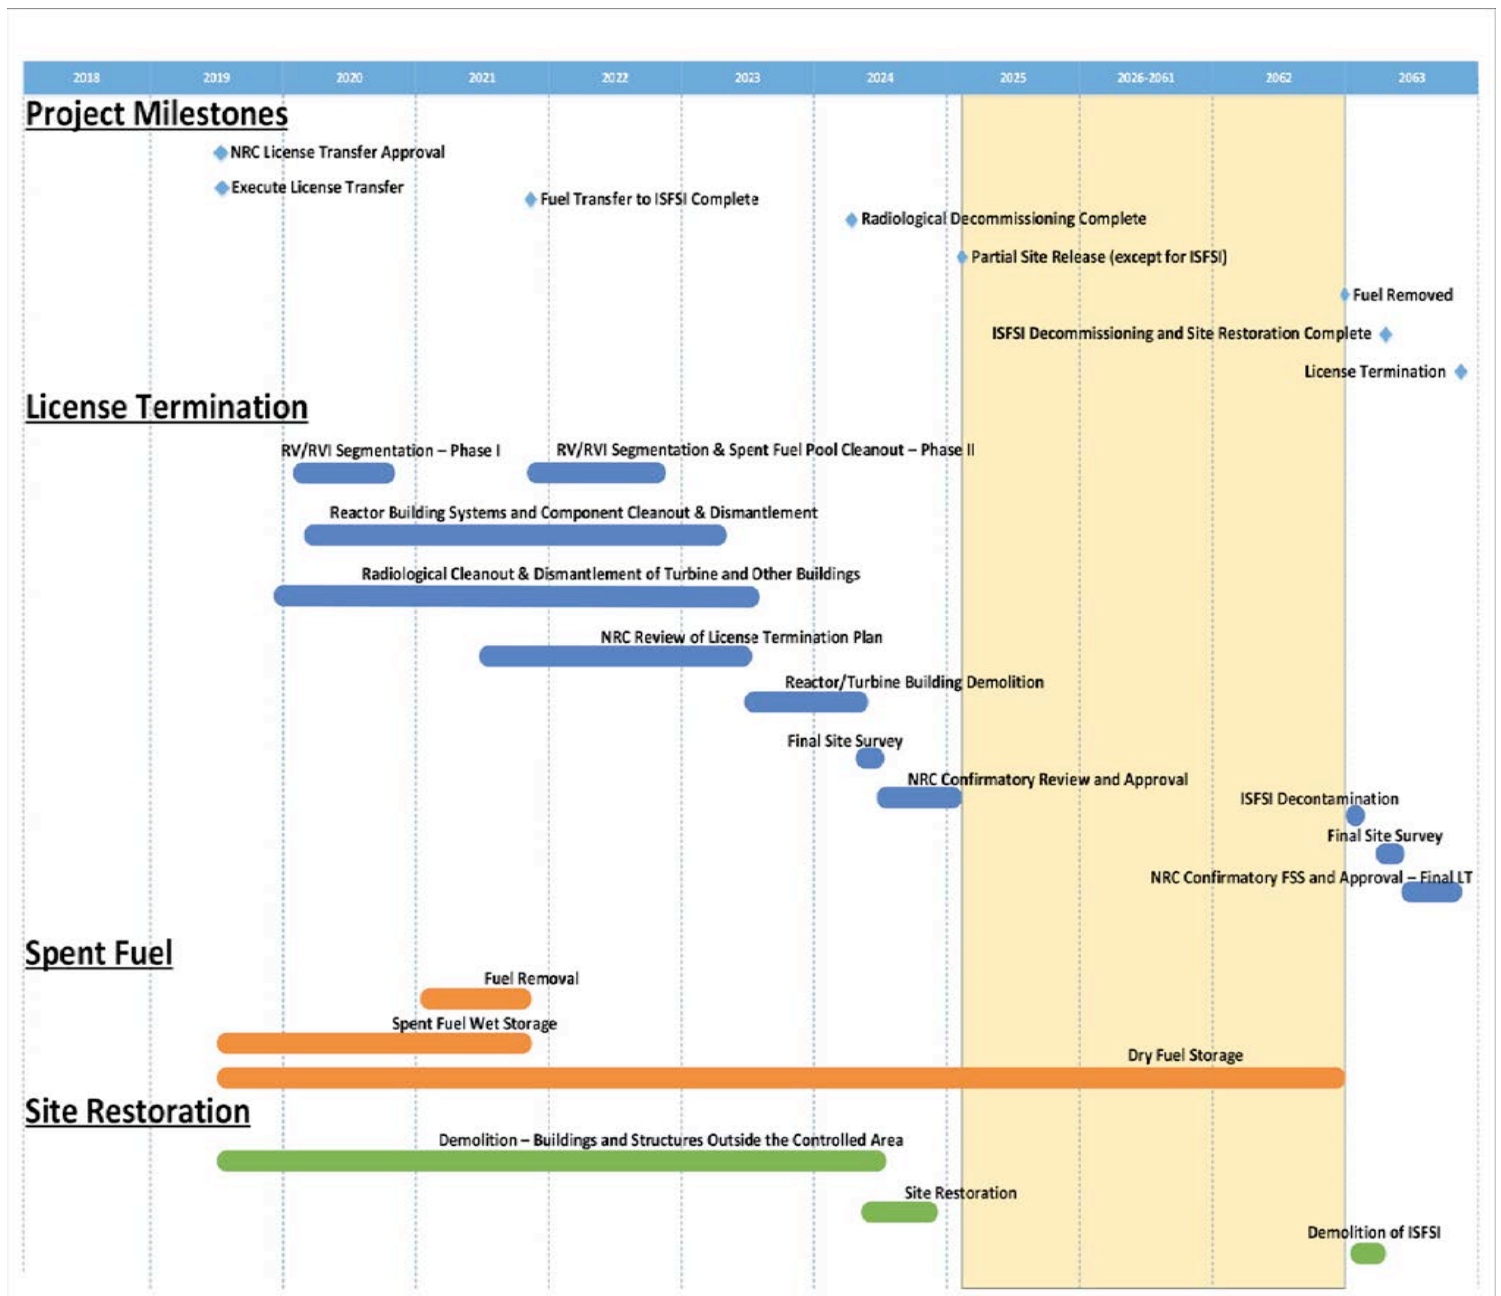 2018 2019 2020 2021 2022 2023 2024 2025 2026-2061 2062 2063
Project Milestones
NRC License Transfer Approval
Execute License Transfer
Fuel Transfer to ISFSI Complete
Radiological Decommissioning Complete
Partial Site Release (except for ISFSI)
Fuel Removed
ISFSI Decommissioning and Site Restoration Complete
License Termination
License Termination
RV/RVI Segmentation – Phase I
RV/RVI Segmentation & Spent Fuel Pool Cleanout – Phase II
Reactor Building Systems and Component Cleanout & Dismantlement
Radiological Cleanout & Dismantlement of Turbine and Other Buildings
NRC Review of License Termination Plan
Reactor/Turbine Building Demolition
Final Site Survey
NRC Confirmatory Review and Approval
ISFSI Decontamination
Final Site Survey
NRC Confirmatory FSS and Approval – Final LT
Spent Fuel
Fuel Removal
Spent Fuel Wet Storage
Dry Fuel Storage
Site Restoration
Demolition – Buildings and Structures Outside the Controlled Area
Site Restoration
Demolition of ISFSI